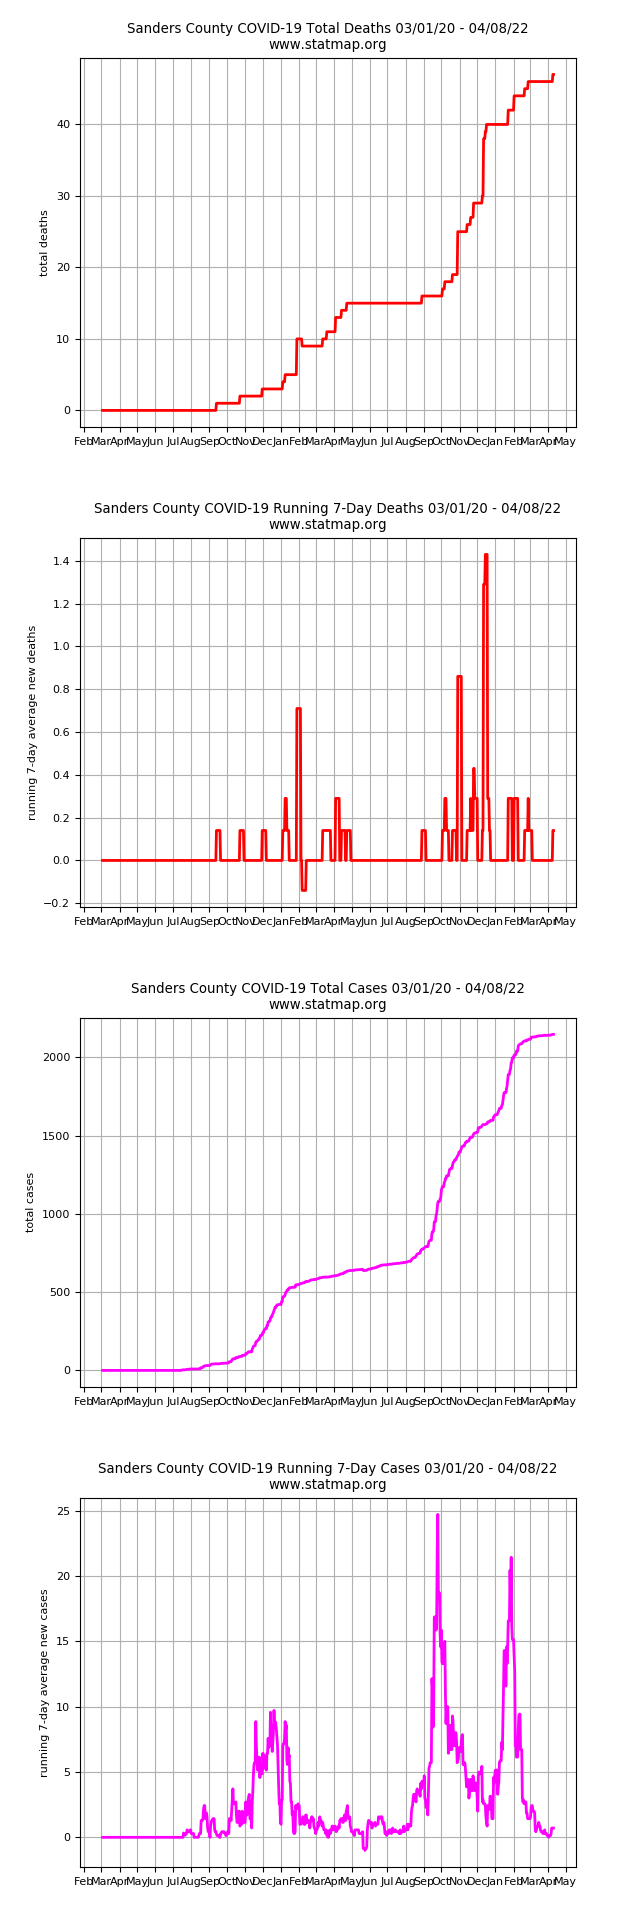 Sanders County COVID-19 Total Deaths 03/01/20 - 04/08/22
www.statmap.org
total deaths
40
30
20
10
0
Feb Mar Apr May Jun Jul Aug Sep Oct Nov Dec Jan Feb Mar Apr May Jun Jul Aug Sep Oct Nov Dec Jan Feb Mar Apr May
Sanders County COVID-19 Running 7-Day Deaths 03/01/20 - 04/08/22
www.statmap.org
running 7-day average new deaths
1.4
1.2
1.0
0.8
0.6
0.4
0.2
0.0
−0.2
Feb Mar Apr May Jun Jul Aug Sep Oct Nov Dec Jan Feb Mar Apr May Jun Jul Aug Sep Oct Nov Dec Jan Feb Mar Apr May
Sanders County COVID-19 Total Cases 03/01/20 - 04/08/22
www.statmap.org
total cases
2000
1500
1000
500
0
Feb Mar Apr May Jun Jul Aug Sep Oct Nov Dec Jan Feb Mar Apr May Jun Jul Aug Sep Oct Nov Dec Jan Feb Mar Apr May
Sanders County COVID-19 Running 7-Day Cases 03/01/20 - 04/08/22
www.statmap.org
running 7-day average new cases
25
20
15
10
5
0
Feb Mar Apr May Jun Jul Aug Sep Oct Nov Dec Jan Feb Mar Apr May Jun Jul Aug Sep Oct Nov Dec Jan Feb Mar Apr May